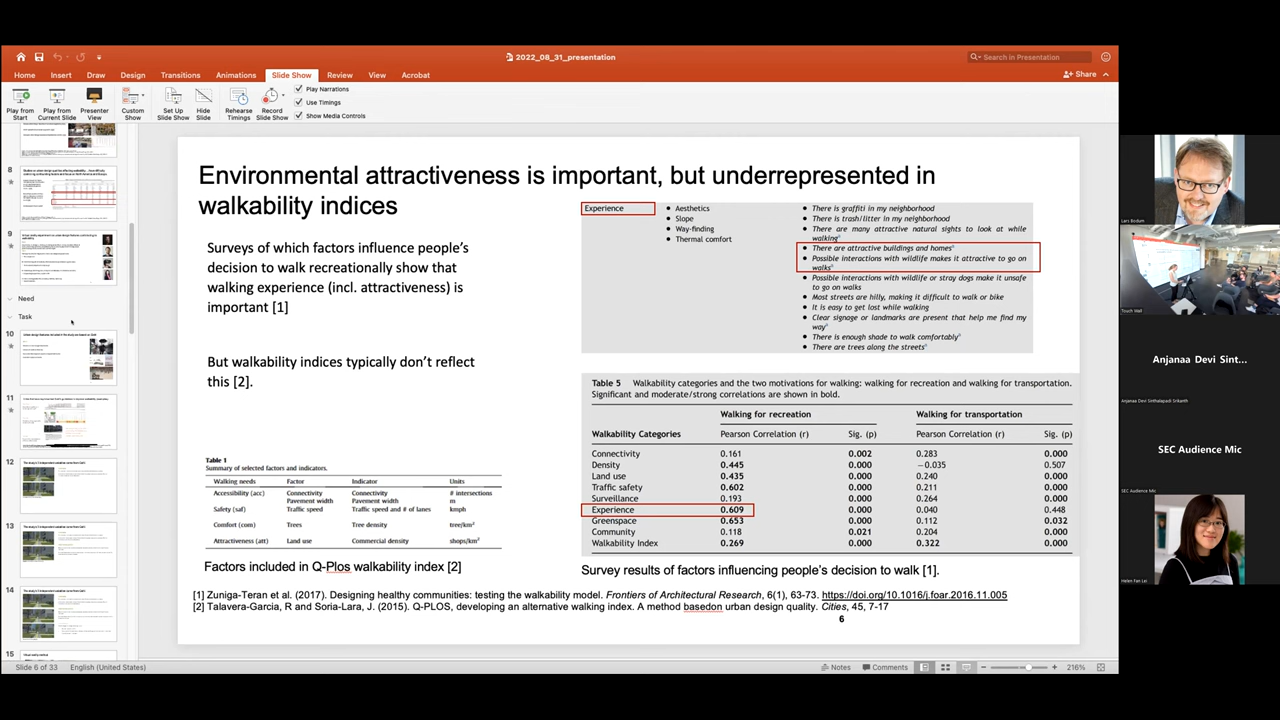 2022_08_31_presentation
Search in Presentation
Home Insert Draw Design Transitions Animations Slide Show Review View Acrobat
Share
Play from Start
Play from Current Slide
Presenter View
Custom Show
Set Up Slide Show
Hide Slide
Rehearse Timings
Record Slide Show
Play Narrations
Use Timings
Show Media Controls
8
9
Need
Task
10
11
12
13
14
15
Environmental attractiveness is important, but underrepresented in
walkability indices
Surveys of which factors influence people's
decision to walk recreationally show that
walking experience (incl. attractiveness) is
important [1]
But walkability indices typically don't reflect
this [2].
Table 1
Summary of selected factors and indicators.
Walking needs Factor Indicator Units
Accessibility (acc) Connectivity Connectivity # intersections
Pavement width Pavement width m
Safety (saf) Traffic speed Traffic speed and # of lanes kmph
Comfort (com) Trees Tree density tree/km²
Attractiveness (att) Land use Commercial density shops/km²
Factors included in Q-Plos walkability index [2]
Experience
Aesthetics
Slope
Way-finding
Thermal comfort
There is graffiti in my neighborhood
There is trash/litter in my neighborhood
There are many attractive natural sights to look at while
walking
There are attractive buildings and homes
Possible interactions with wildlife makes it attractive to go on
walks
Possible interactions with wildlife or stray dogs make it unsafe
to go on walks
Most streets are hilly, making it difficult to walk or bike
It is easy to get lost while walking
Clear signage or landmarks are present that help me find my
way
There is enough shade to walk comfortably
There are trees along the streets
Table 5 Walkability categories and the two motivations for walking: walking for recreation and walking for transportation.
Significant and moderate/strong correlations are shown in bold.
Walking for recreation Walking for transportation
Walkability Categories Pearson Correlation (r) Sig. (p) Pearson Correlation (r) Sig. (p)
Connectivity 0.161 0.002 0.283 0.000
Density 0.445 0.000 −0.035 0.507
Land use 0.435 0.000 0.240 0.000
Traffic safety 0.602 0.000 0.211 0.000
Surveillance 0.193 0.000 0.264 0.000
Experience 0.609 0.000 0.040 0.448
Greenspace 0.653 0.000 0.112 0.032
Community 0.118 0.021 0.204 0.000
Walkability Index 0.269 0.000 0.322 0.000
Survey results of factors influencing people's decision to walk [1].
[1] Zuniga-Teran et al. (2017). Designing healthy communities: testing the walkability model. Frontiers of Architectural Research, 6(1). 63-73. https://doi.org/10.1016/j.foar.2016.11.005
[2] Talavera-Garcia, R and Soria-Lara, J. (2015). Q-PLOS, developing an alternative walking index. A method basedon urban design quality. Cities, 45, 7-17
6
Slide 6 of 33 English (United States)
Notes Comments 216%
Lars Bodum
Touch Wall
Anjanaa Devi Sint...
Anjanaa Devi Sinthalapadi Srikanth
SEC Audience Mic
SEC Audience Mic
Helen Fan Lei